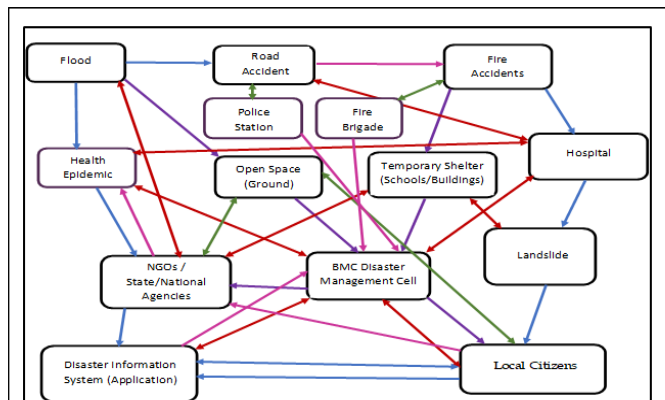 Flood
Road
Accident
Fire
Accidents
Police
Station
Fire
Brigade
Health
Epidemic
Open Space
(Ground)
Temporary Shelter
(Schools/Buildings)
Hospital
NGOs /
State/National
Agencies
BMC Disaster
Management Cell
Landslide
Disaster Information
System (Application)
Local Citizens